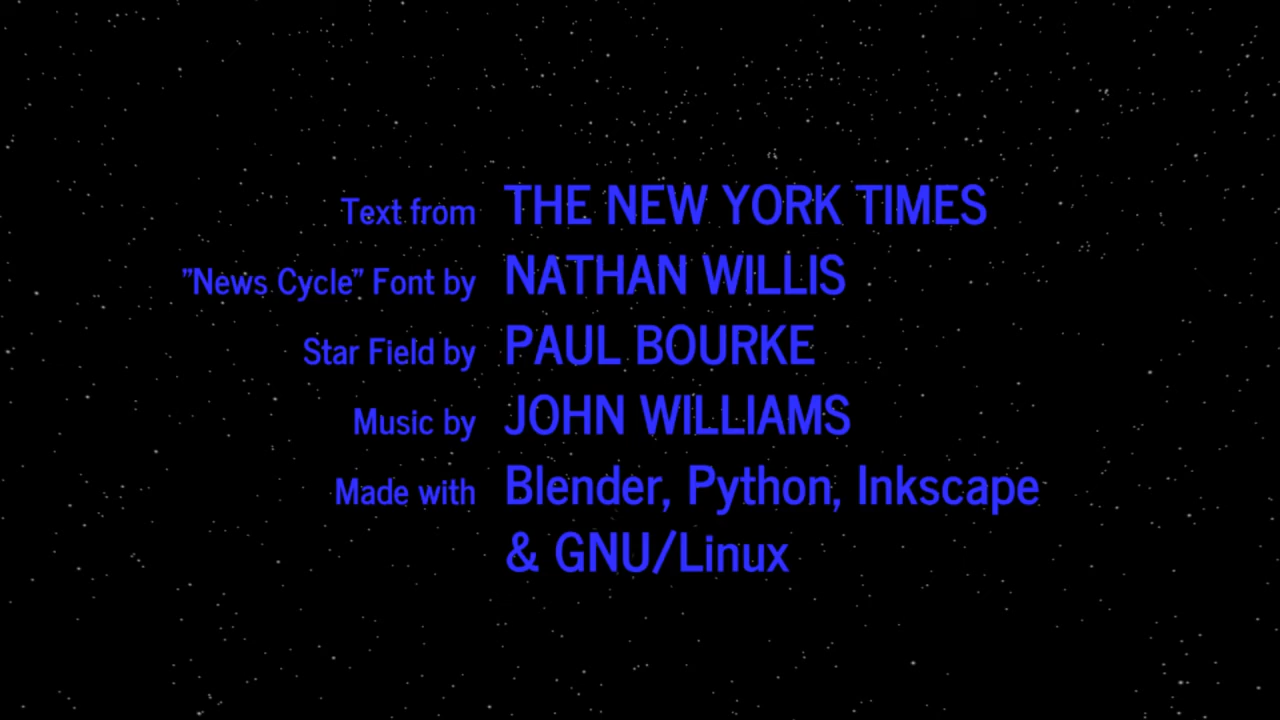 Text from THE NEW YORK TIMES
"News Cycle" Font by NATHAN WILLIS
Star Field by PAUL BOURKE
Music by JOHN WILLIAMS
Made with Blender, Python, Inkscape
& GNU/Linux